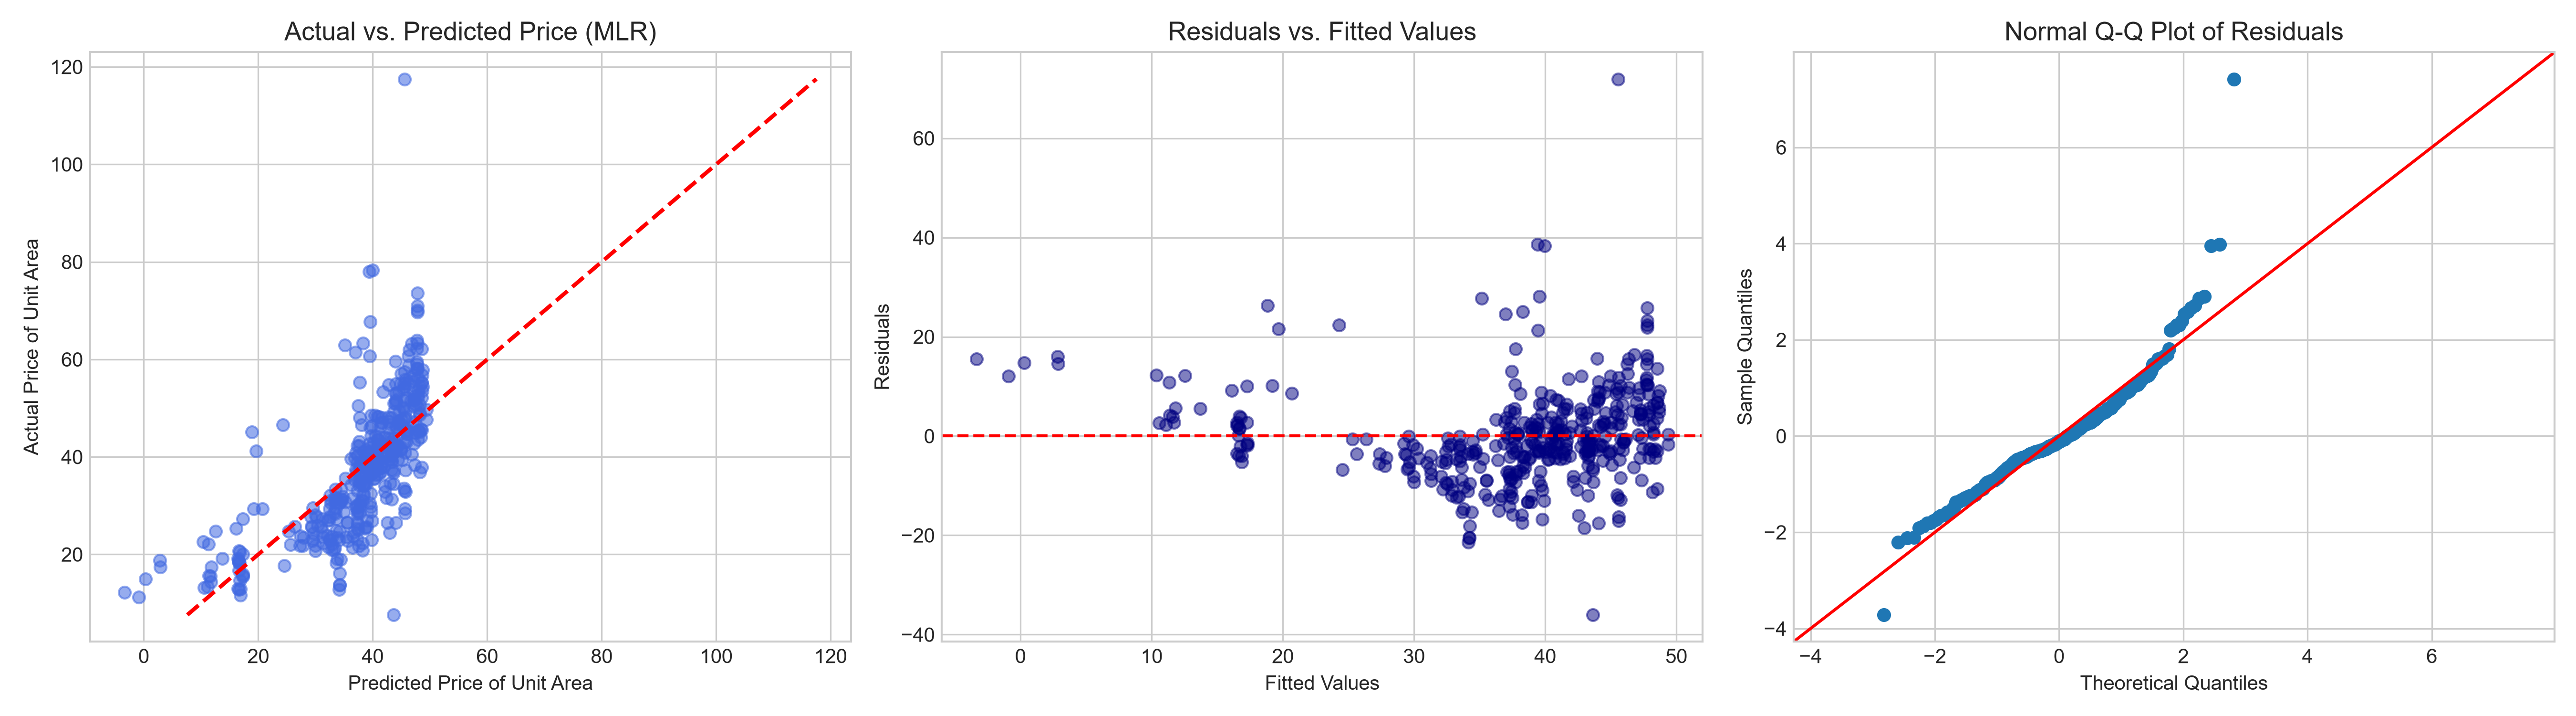 Actual vs. Predicted Price (MLR)
120
100
80
60
40
20
0 20 40 60 80 100 120
Actual Price of Unit Area
Predicted Price of Unit Area
Residuals vs. Fitted Values
60
40
20
0
−20
−40
0 10 20 30 40 50
Residuals
Fitted Values
Normal Q-Q Plot of Residuals
6
4
2
0
−2
−4
−4 −2 0 2 4 6
Sample Quantiles
Theoretical Quantiles